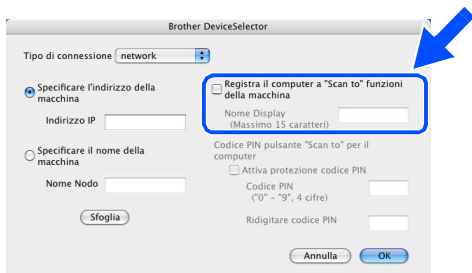 Brother DeviceSelector
Tipo di connessione network
Specificare l'indirizzo della
macchina
Indirizzo IP
Specificare il nome della
macchina
Nome Nodo
Sfoglia
Registra il computer a "Scan to" funzioni
della macchina
Nome Display
(Massimo 15 caratteri)
Codice PIN pulsante "Scan to" per il
computer
Attiva protezione codice PIN
Codice PIN
("0" - "9", 4 cifre)
Ridigitare codice PIN
Annulla OK